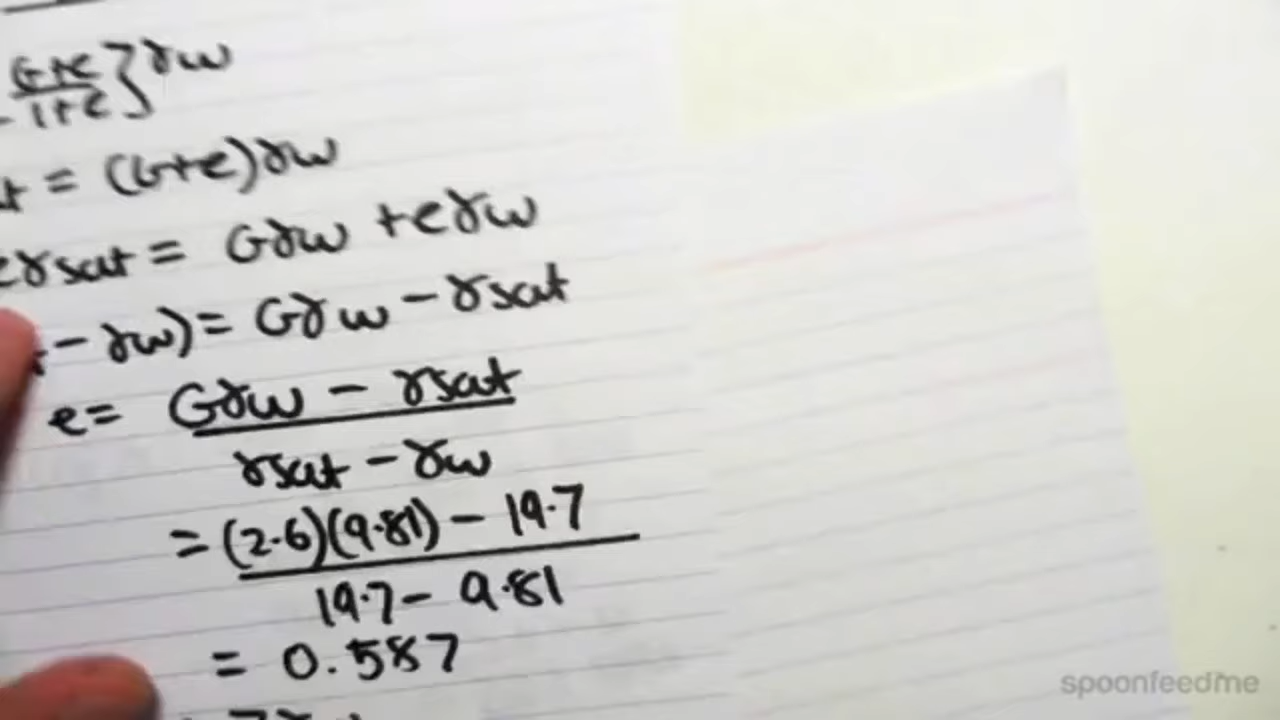 G+e
1+e } γw
= (G+e)γw
eγsat = Gγw + eγw
- γw) = Gγw - γsat
e = Gγw - γsat
γsat - γw
= (2.6)(9.81) - 19.7
19.7 - 9.81
= 0.587
spoonfeedme